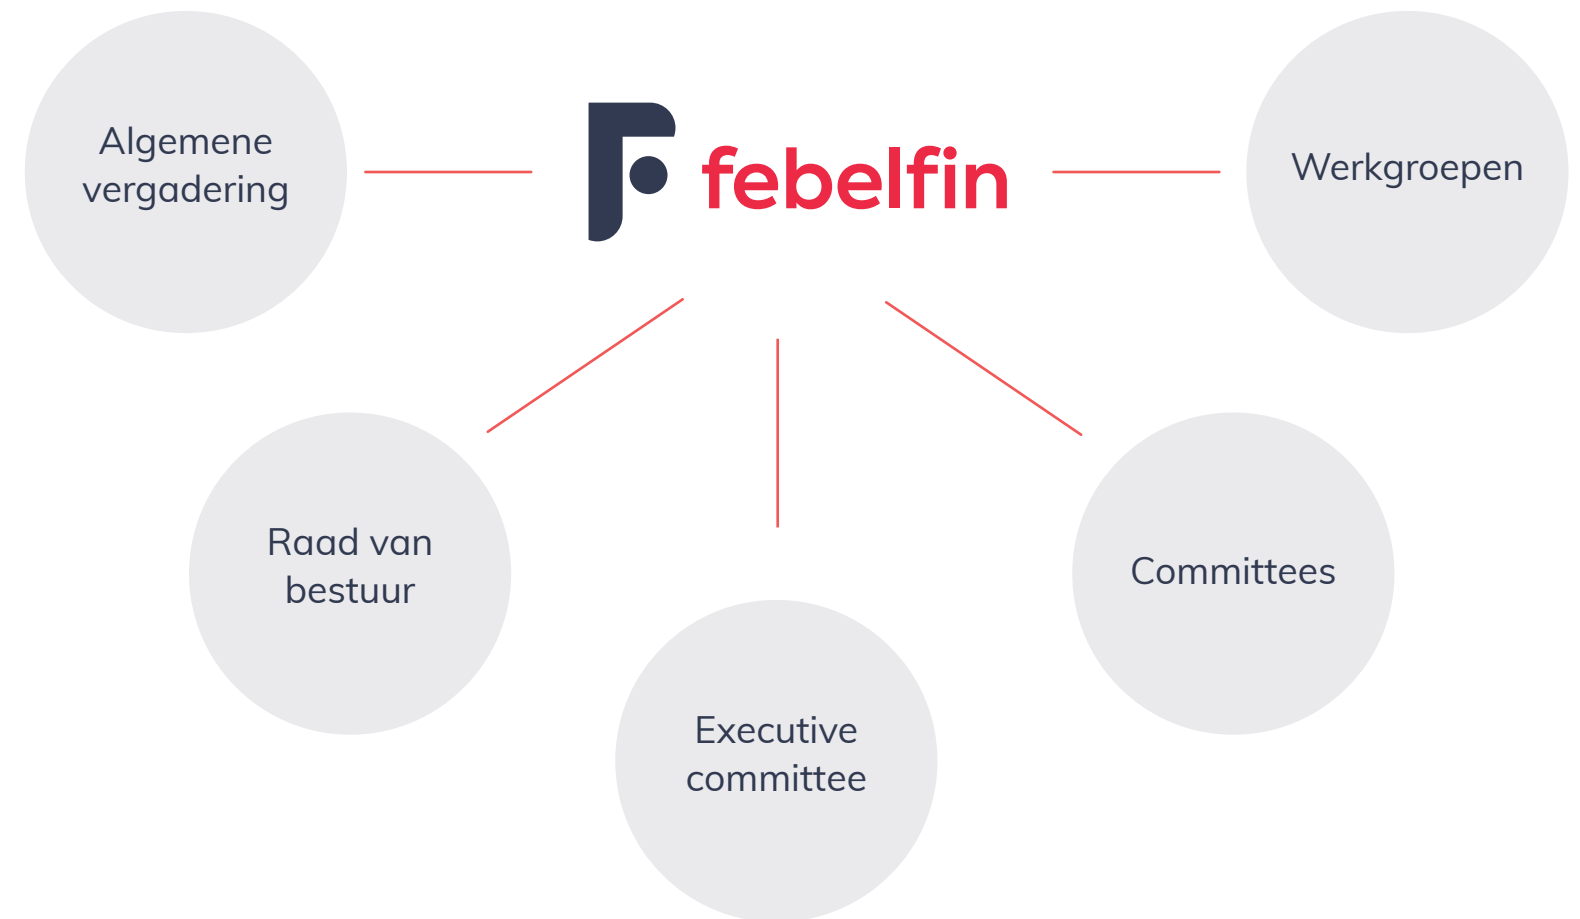 Algemene
vergadering
febelfin
Werkgroepen
Raad van
bestuur
Executive
committee
Committees